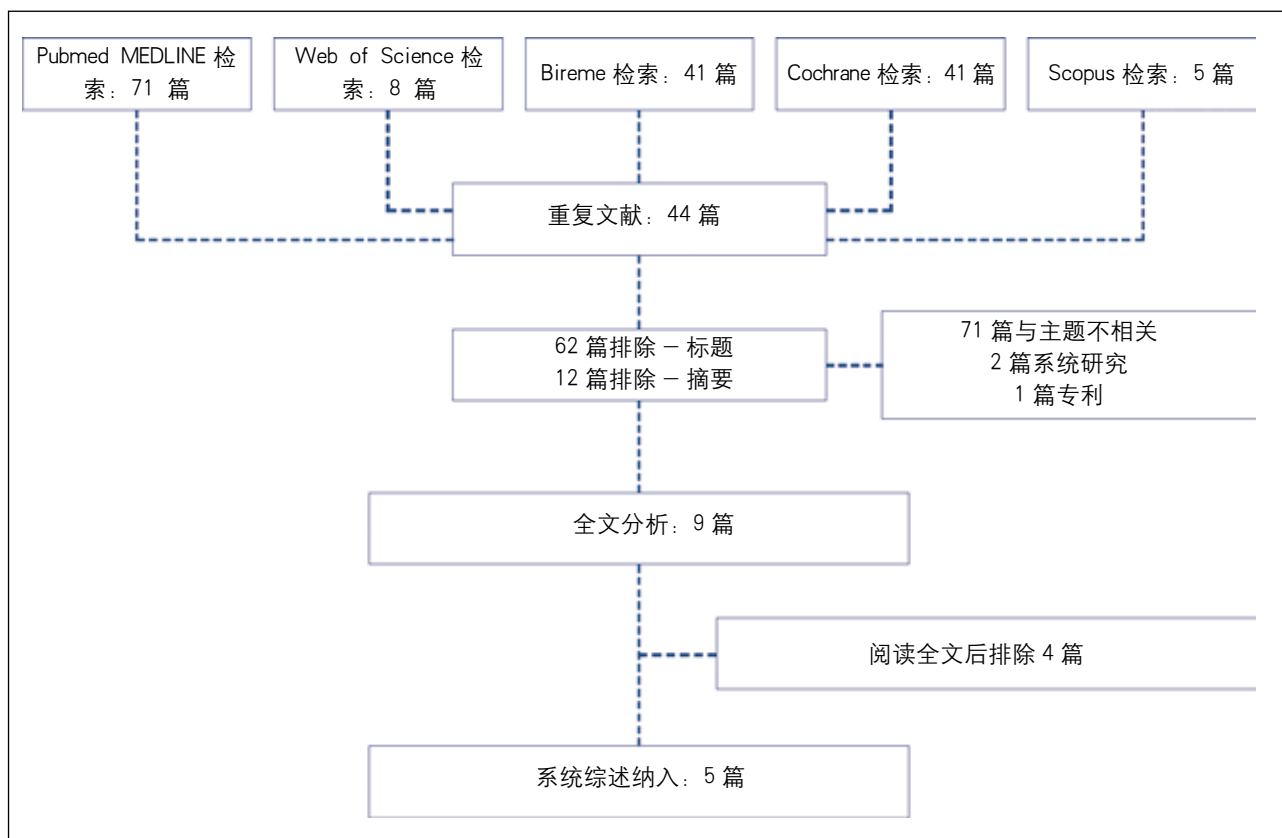 Pubmed MEDLINE 检
索：71 篇
Web of Science 检
索：8 篇
Bireme 检索：41 篇
Cochrane 检索：41 篇
Scopus 检索：5 篇
重复文献：44 篇
62 篇排除 – 标题
12 篇排除 – 摘要
71 篇与主题不相关
2 篇系统研究
1 篇专利
全文分析：9 篇
阅读全文后排除 4 篇
系统综述纳入：5 篇